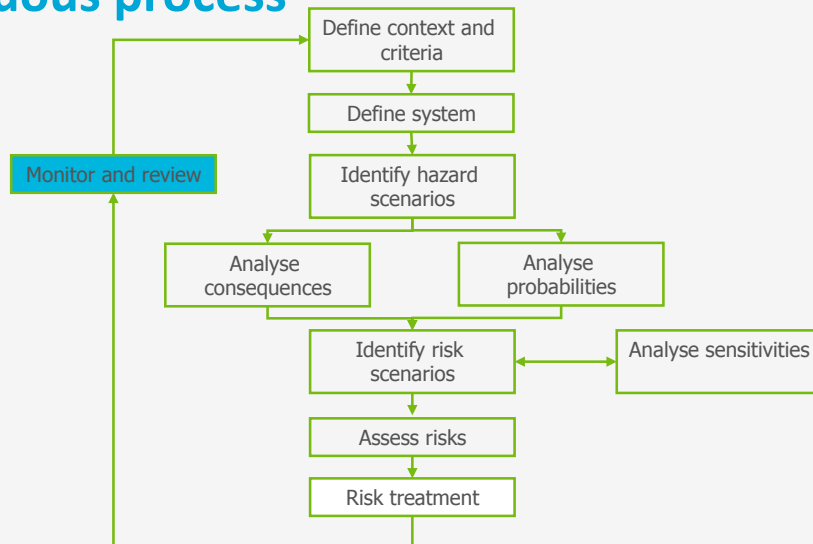 process
Define context and
criteria
Define system
Monitor and review
Identify hazard
scenarios
Analyse
consequences
Analyse
probabilities
Identify risk
scenarios
Analyse sensitivities
Assess risks
Risk treatment